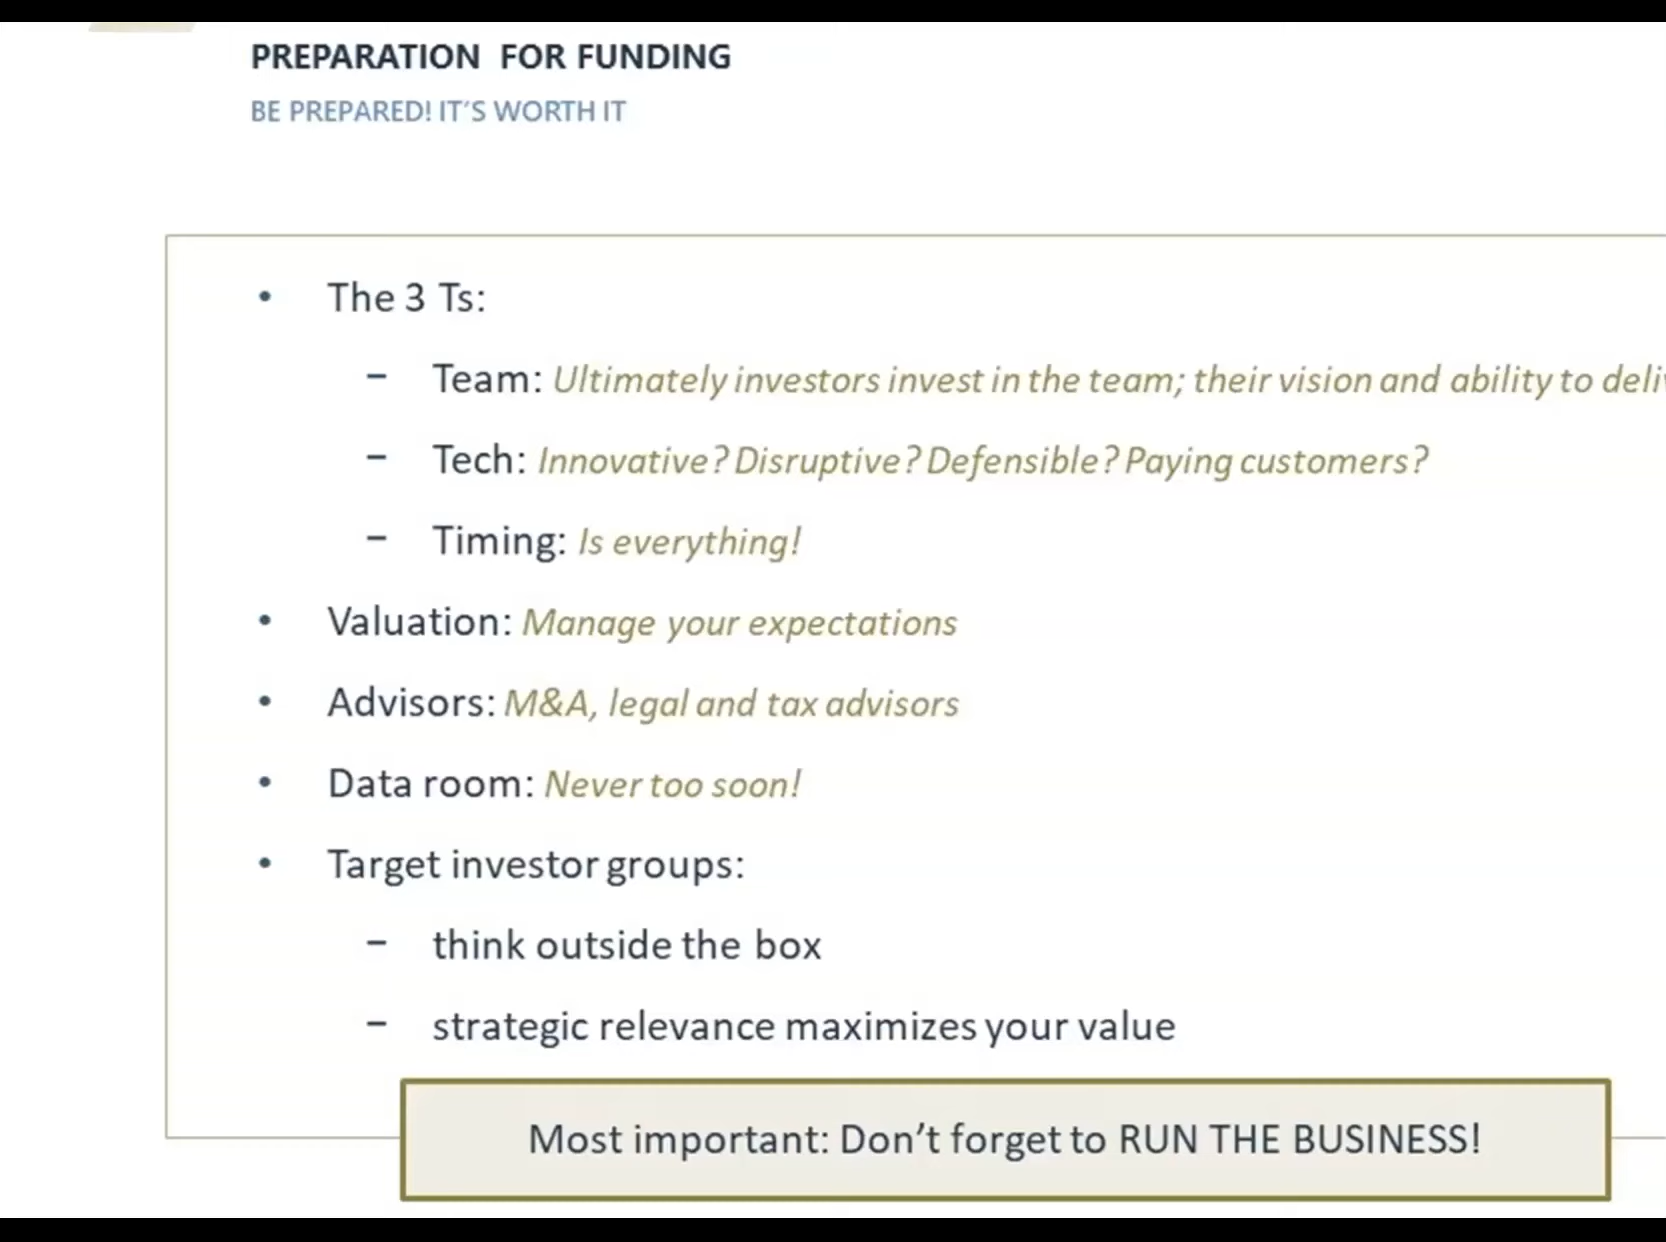 PREPARATION FOR FUNDING
BE PREPARED! IT'S WORTH IT
• The 3 Ts:
– Team: Ultimately investors invest in the team; their vision and ability to
– Tech: Innovative? Disruptive? Defensible? Paying customers?
– Timing: Is everything!
• Valuation: Manage your expectations
• Advisors: M&A, legal and tax advisors
• Data room: Never too soon!
• Target investor groups:
– think outside the box
– strategic relevance maximizes your value
Most important: Don't forget to RUN THE BUSINESS!